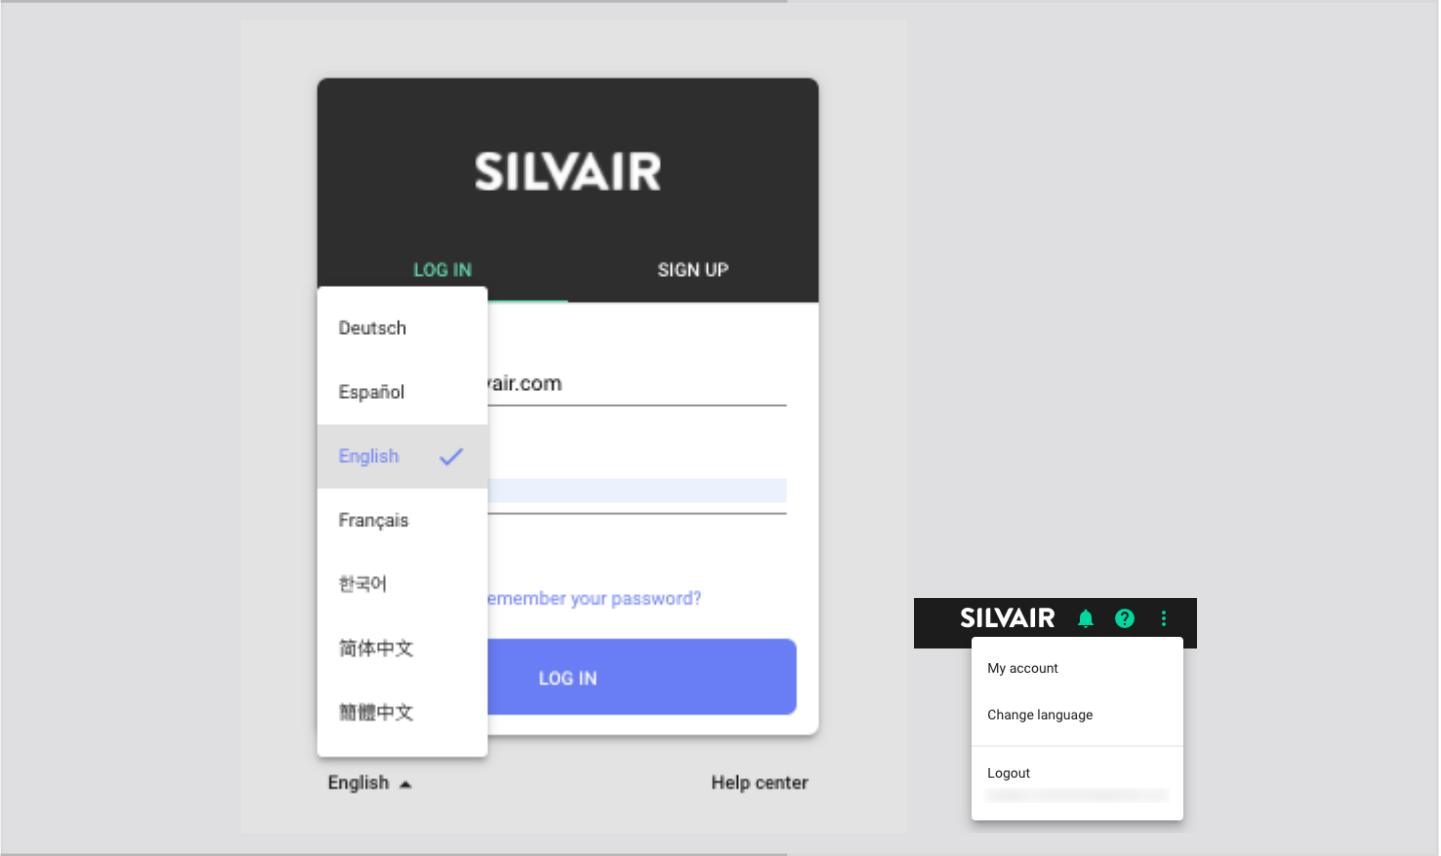 SILVAIR
LOG IN
SIGN UP
Deutsch
Español
vair.com
English
Français
한국어
emember your password?
简体中文
LOG IN
簡體中文
English
Help center
SILVAIR
My account
Change language
Logout